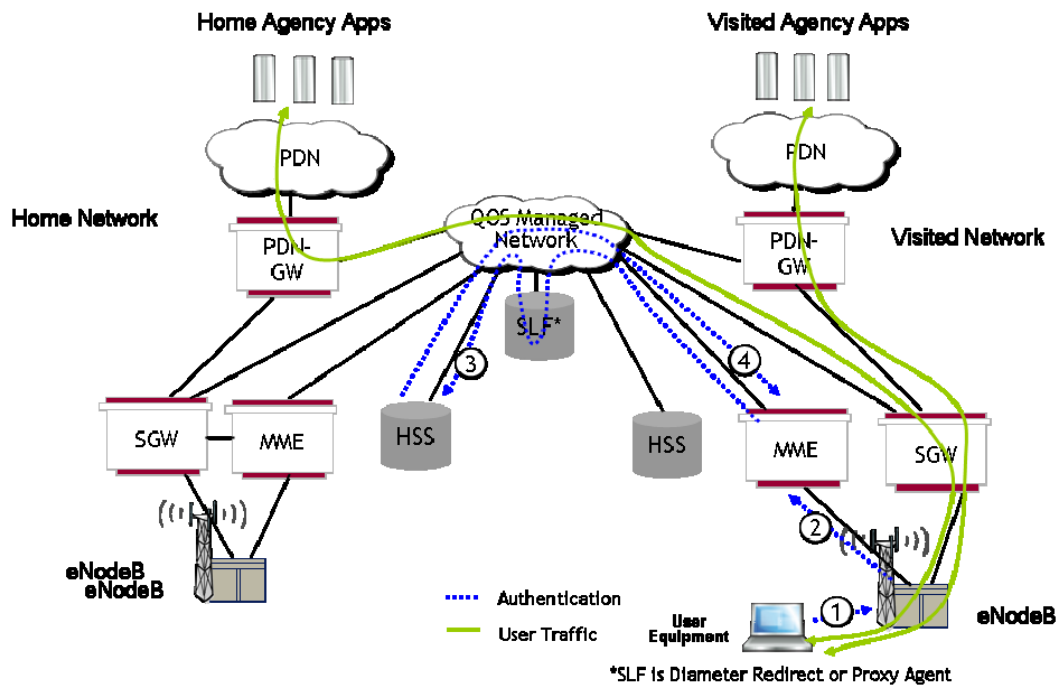 Home Agency Apps
Visited Agency Apps
PDN
PDN
Home Network
QOS Managed
Network
Visited Network
PDN-
GW
PDN-
GW
SLF*
3
4
SGW
MME
HSS
HSS
MME
SGW
2
eNodeB
eNodeB
Authentication
User Traffic
User
Equipment
1
eNodeB
*SLF is Diameter Redirect or Proxy Agent